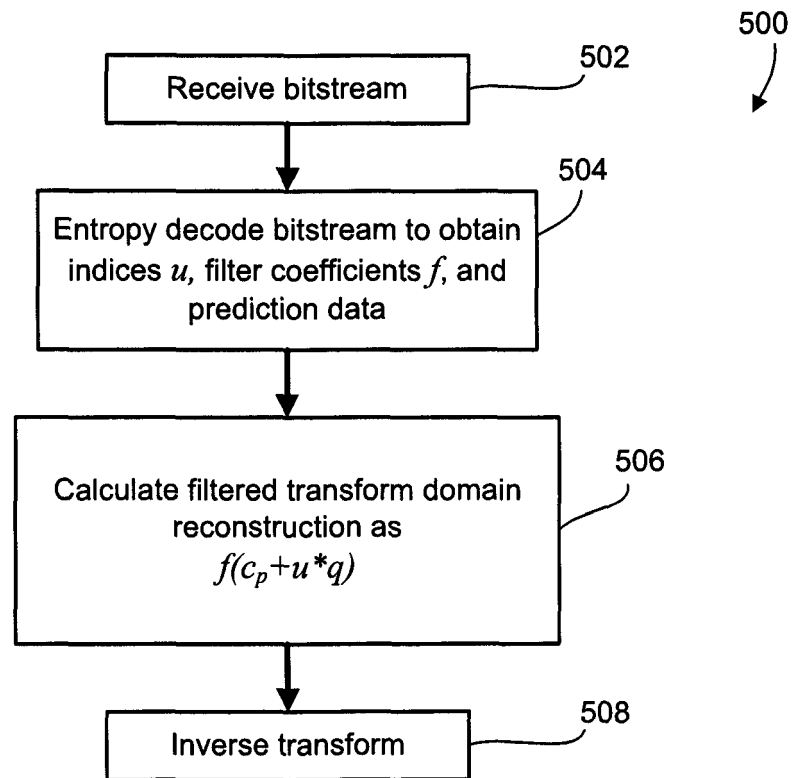 500
502
Receive bitstream
504
Entropy decode bitstream to obtain
indices u, filter coefficients f, and
prediction data
506
Calculate filtered transform domain
reconstruction as
f(cp+u*q)
508
Inverse transform